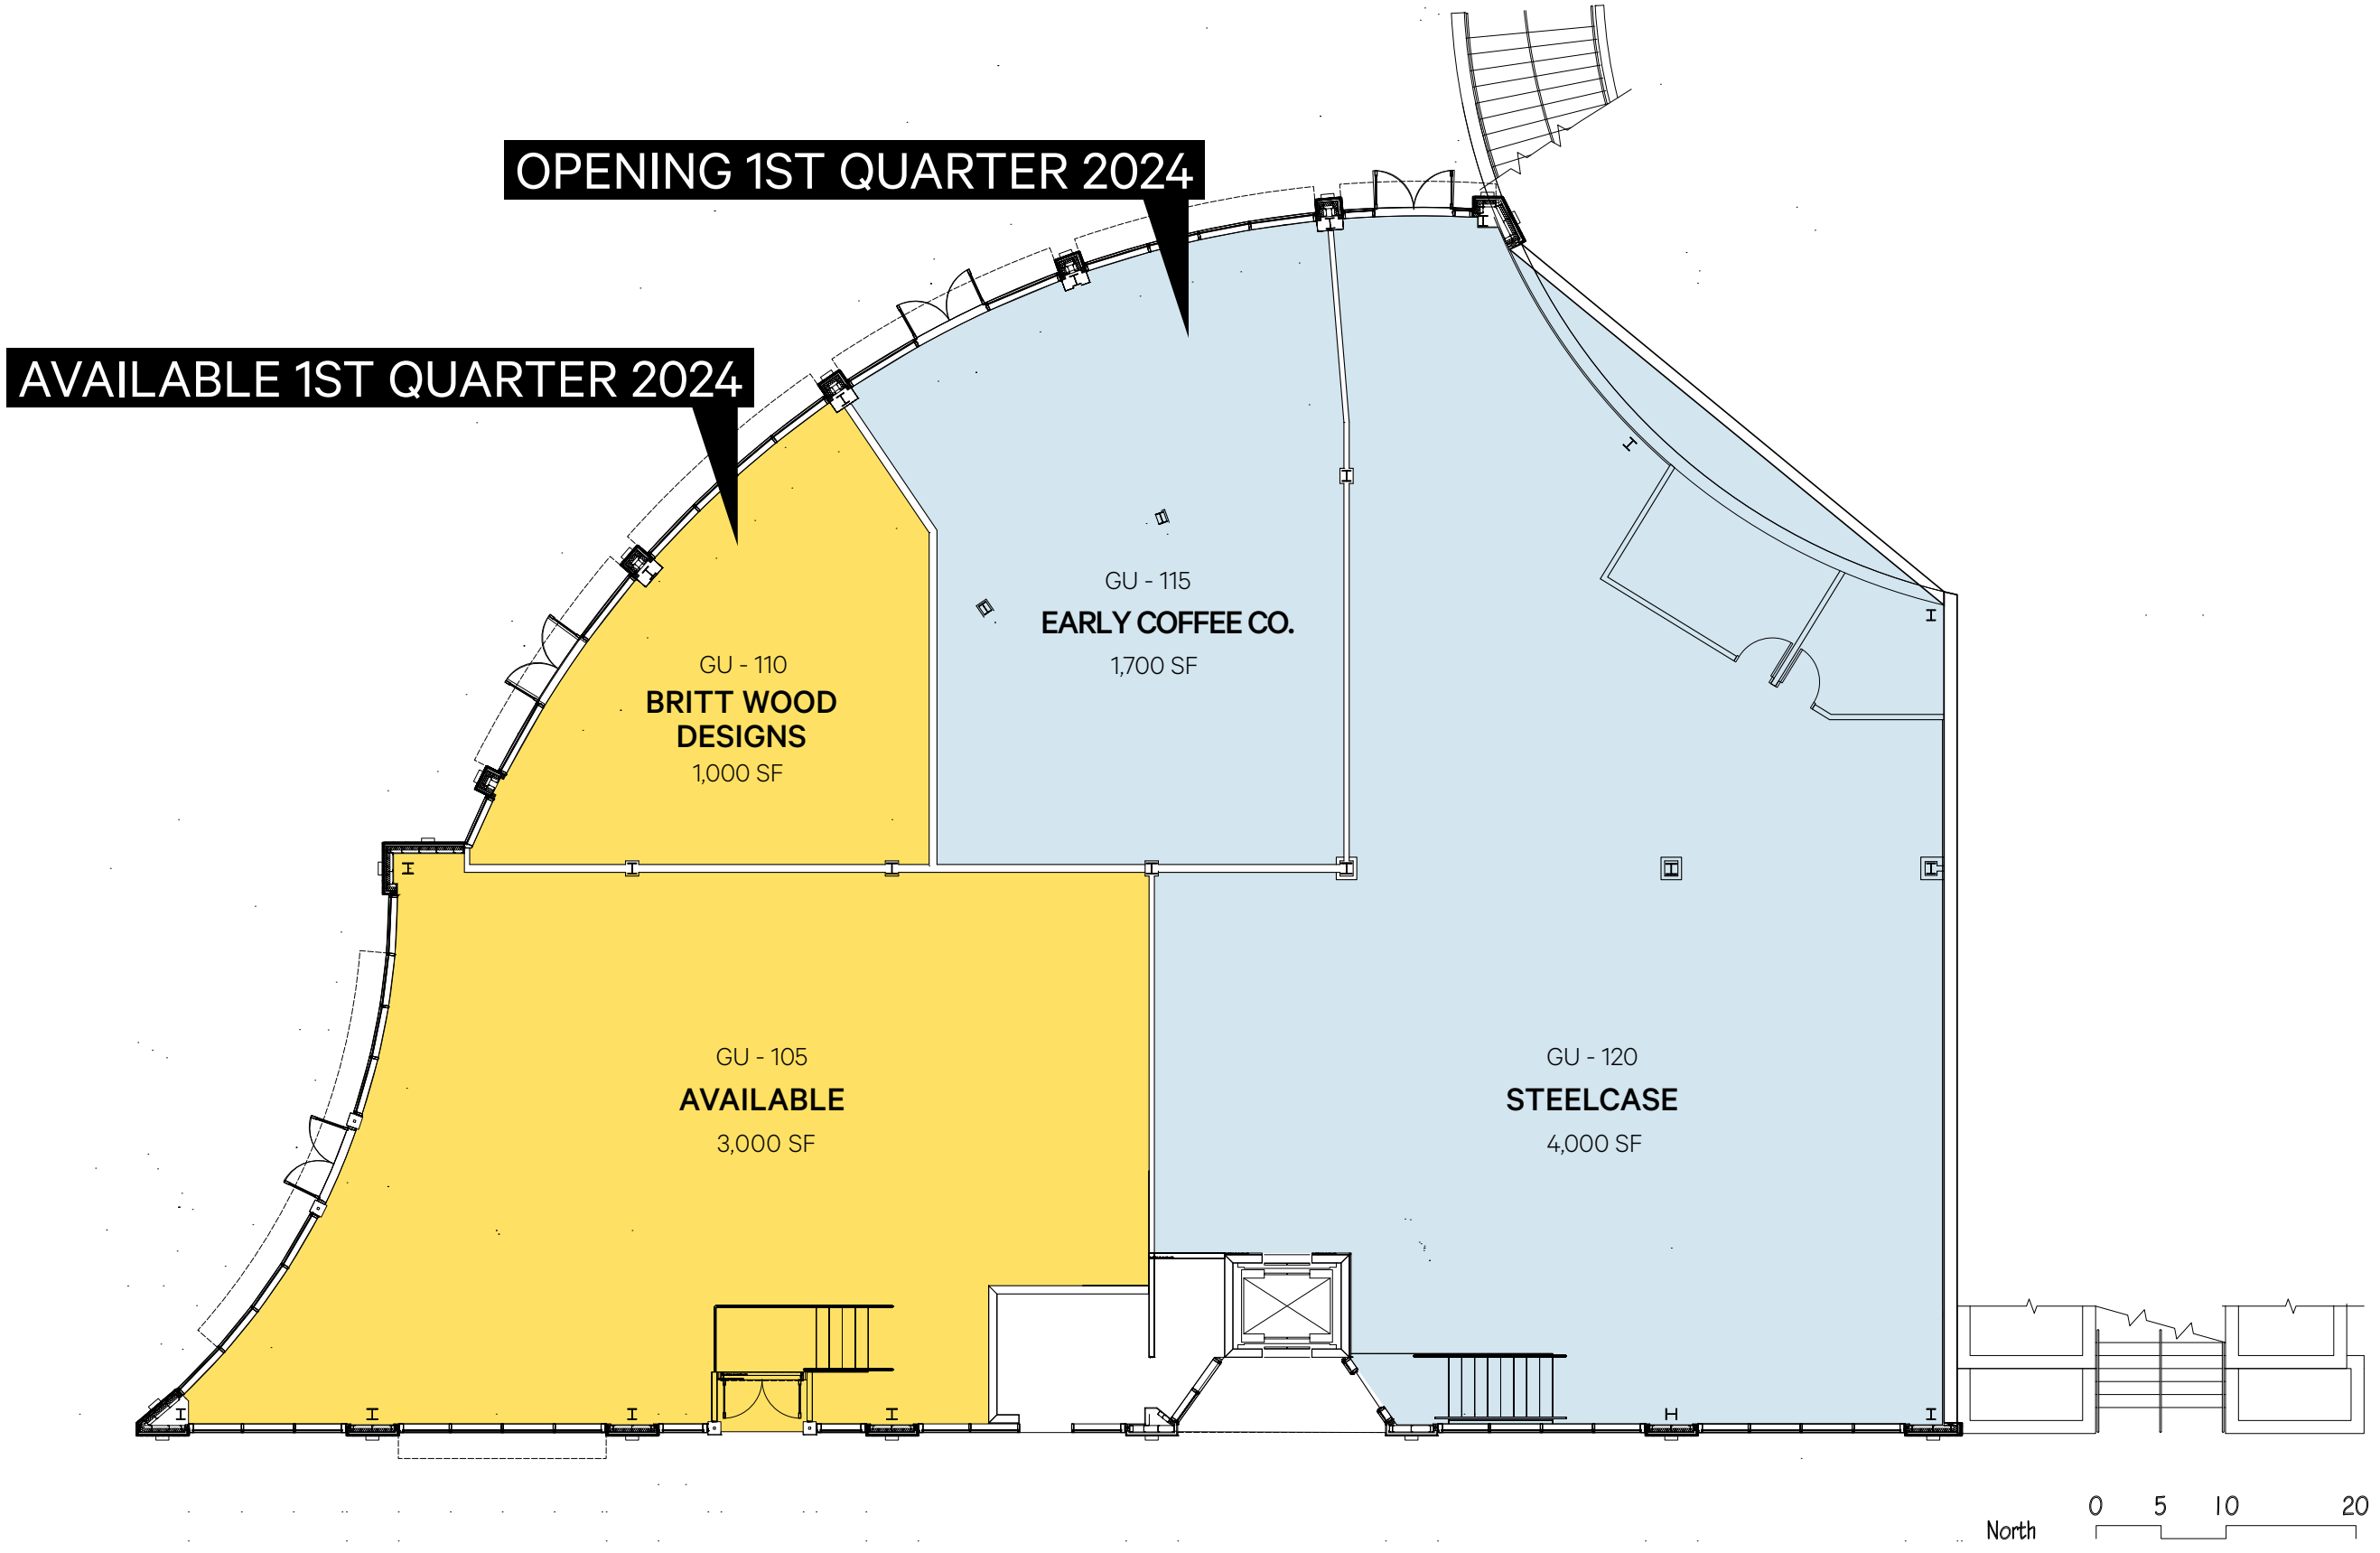 OPENING 1ST QUARTER 2024
AVAILABLE 1ST QUARTER 2024
GU - 115
EARLY COFFEE CO.
1,700 SF
GU - 110
BRITT WOOD
DESIGNS
1,000 SF
GU - 105
AVAILABLE
3,000 SF
GU - 120
STEELCASE
4,000 SF
North
0 5 10 20